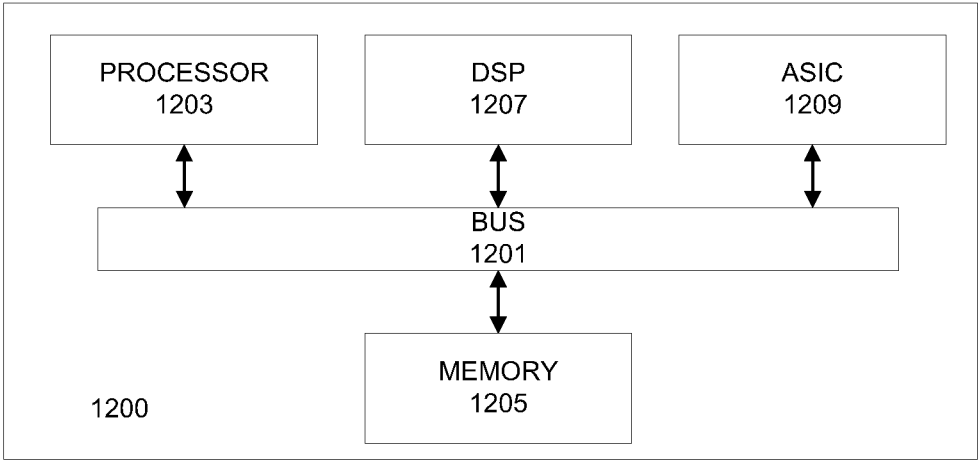 PROCESSOR
1203
DSP
1207
ASIC
1209
BUS
1201
MEMORY
1205
1200